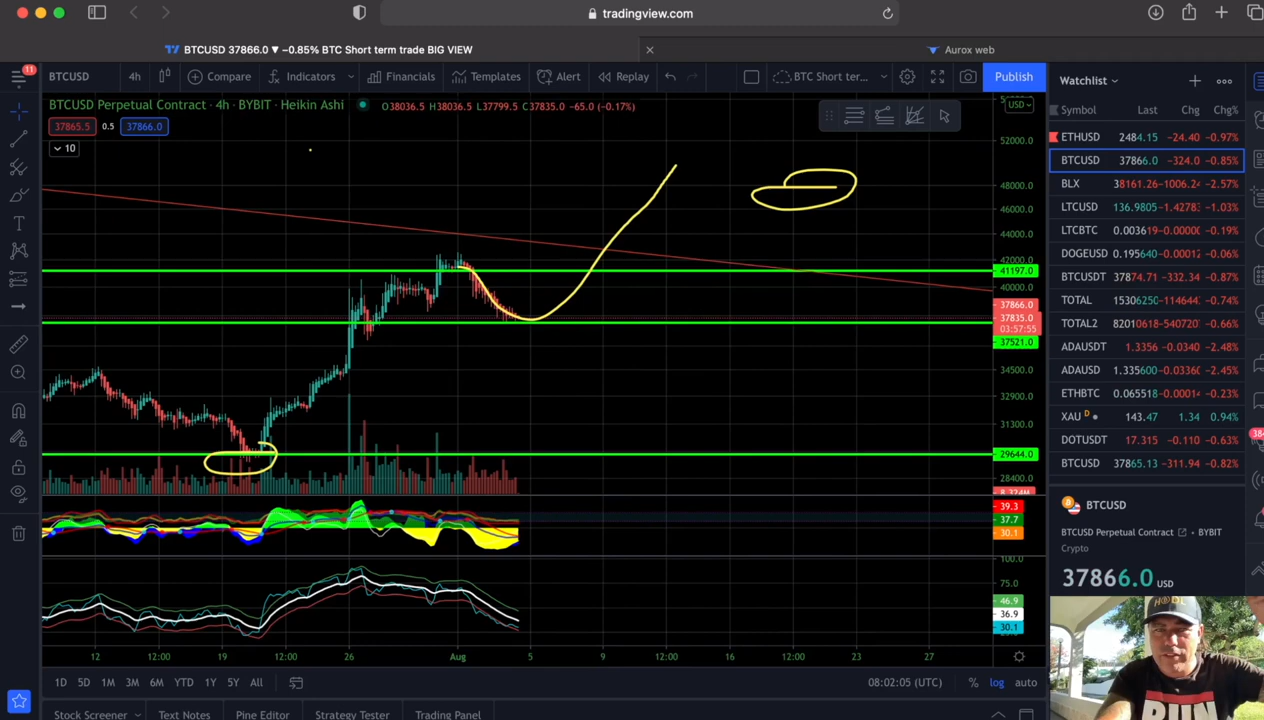 tradingview.com
BTCUSD 37866.0 ▼ −0.85% BTC Short term trade BIG VIEW
Aurox web
11
BTCUSD 4h Compare Indicators Financials Templates Alert Replay BTC Short ter... Publish
BTCUSD Perpetual Contract · 4h · BYBIT · Heikin Ashi O38036.5 H38036.5 L37799.5 C37835.0 −65.0 (−0.17%)
37865.5 0.5 37866.0
10
USD
52000.0
48000.0
46000.0
44000.0
42000.0
41197.0
40000.0
37866.0
37835.0
03:57:55
37521.0
34500.0
32900.0
31300.0
29644.0
28400.0
8.324M
39.3
37.7
30.1
100.0
75.0
46.9
36.9
30.1
12 12:00 19 12:00 26 Aug 5 9 12:00 16 12:00 23 27
1D 5D 1M 3M 6M YTD 1Y 5Y All 08:02:05 (UTC) % log auto
Stock Screener Text Notes Pine Editor Strategy Tester Trading Panel
Watchlist
Symbol Last Chg Chg%
ETHUSD 2484.15 −24.40 −0.97%
BTCUSD 37866.0 −324.0 −0.85%
BLX 38161.26 −1006.24 −2.57%
LTCUSD 136.9805 −1.4278 −1.03%
LTCBTC 0.003619 −0.0000 −0.19%
DOGEUSD 0.195640 −0.00012 −0.06%
BTCUSDT 37874.71 −332.34 −0.87%
TOTAL 15306250 −114644 −0.74%
TOTAL2 82010618 −540720 −0.66%
ADAUSDT 1.3356 −0.0340 −2.48%
ADAUSD 1.335600 −0.0336 −2.45%
ETHBTC 0.065518 −0.0001 −0.23%
XAU D 143.47 1.34 0.94%
DOTUSDT 17.315 −0.110 −0.63%
BTCUSD 37865.13 −311.94 −0.82%
384
BTCUSD
BTCUSD Perpetual Contract • BYBIT
Crypto
37866.0 USD
HODL
RUN